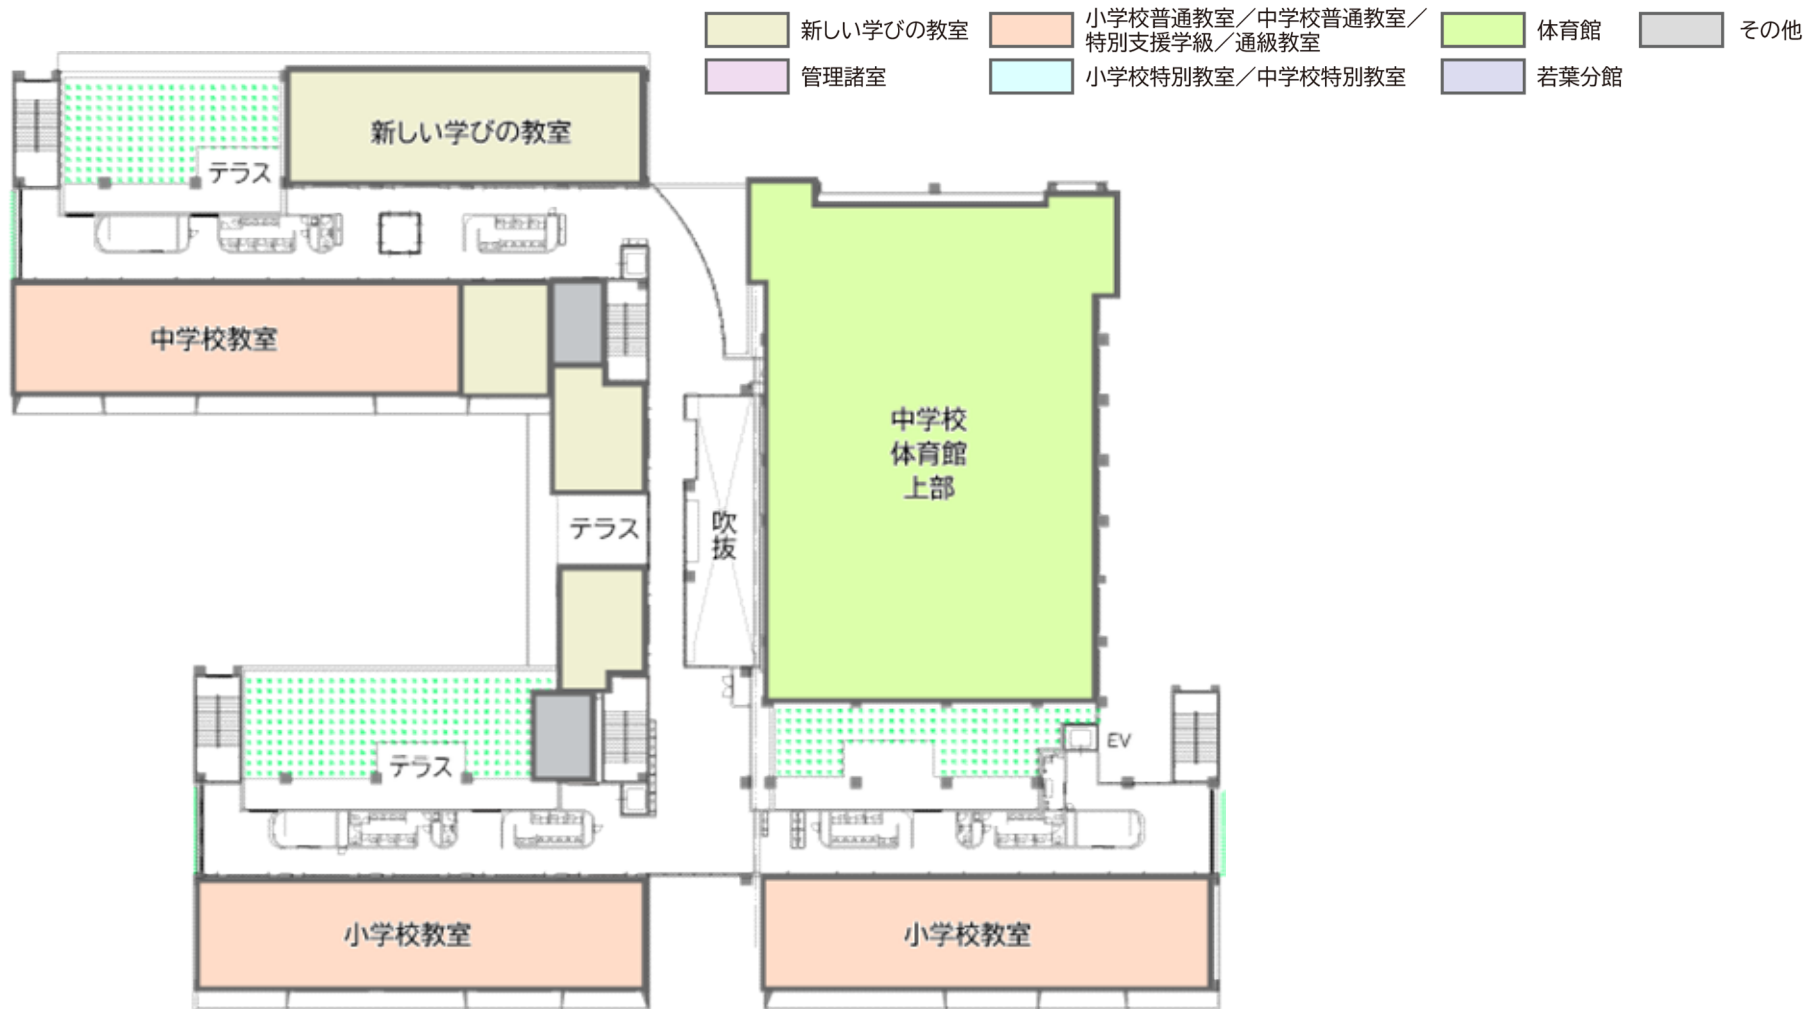 新しい学びの教室
小学校普通教室／中学校普通教室／
特別支援学級／通級教室
体育館
その他
管理諸室
小学校特別教室／中学校特別教室
若葉分館
新しい学びの教室
テラス
中学校教室
中学校
体育館
上部
吹抜
テラス
テラス
EV
小学校教室
小学校教室